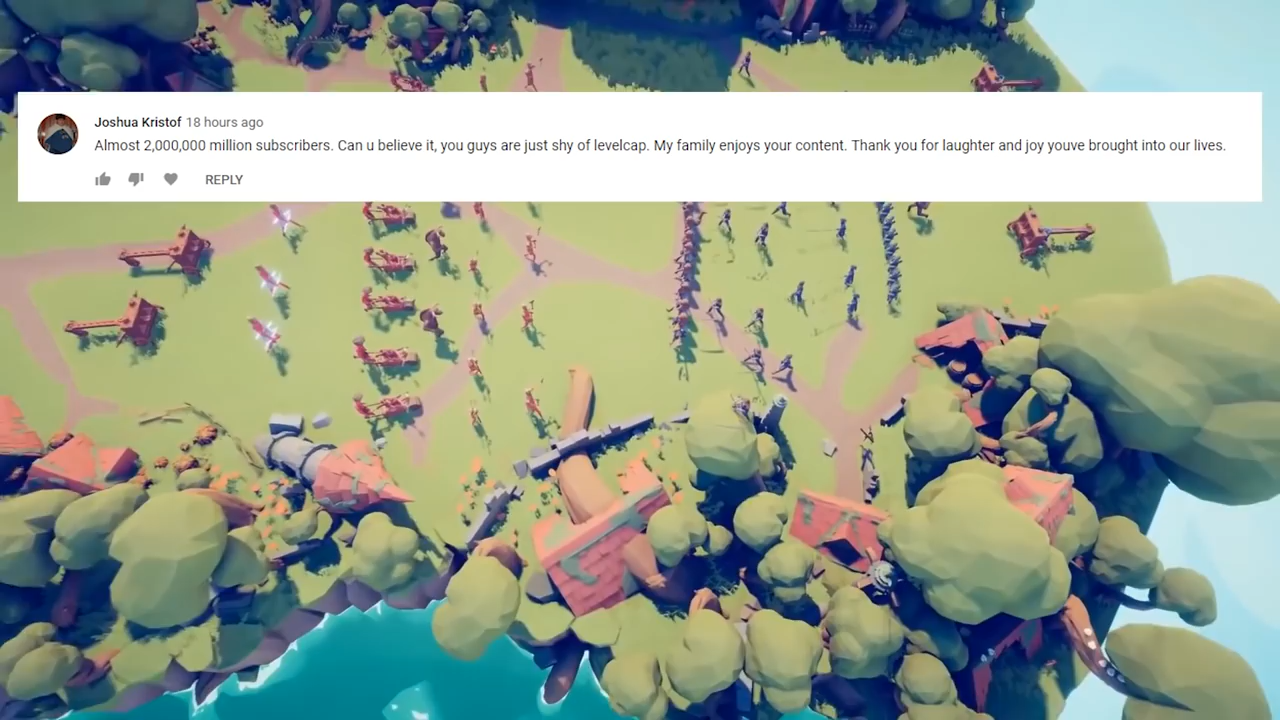 Joshua Kristof 18 hours ago
Almost 2,000,000 million subscribers. Can u believe it, you guys are just shy of levelcap. My family enjoys your content. Thank you for laughter and joy youve brought into our lives.
REPLY